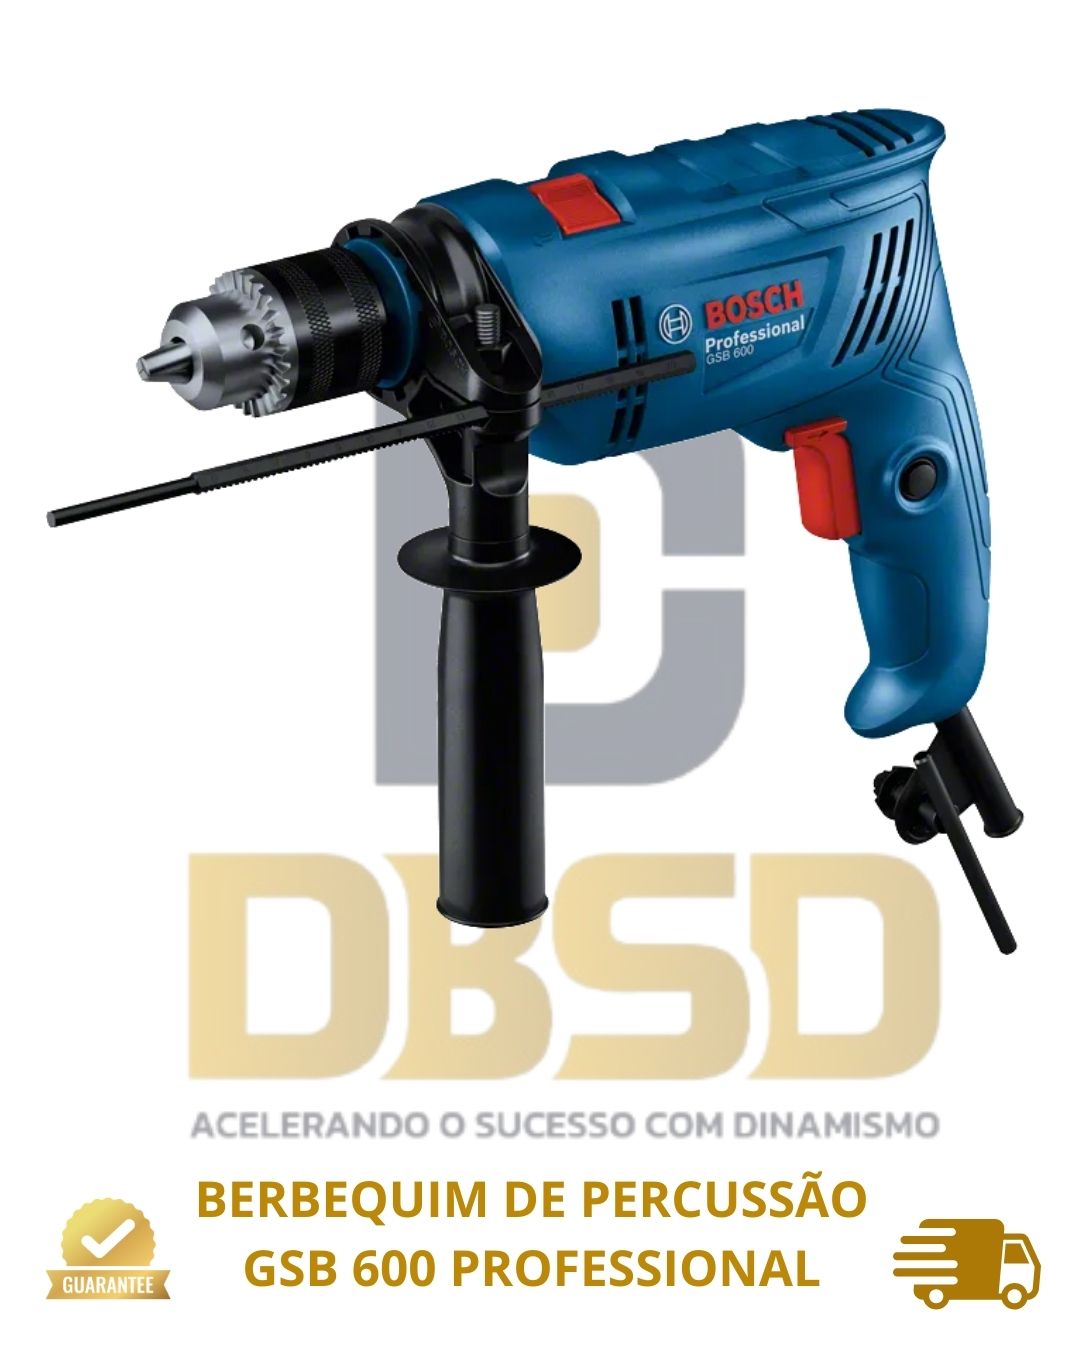 BOSCH
Professional
GSB 600
DBSD
ACELERANDO O SUCESSO COM DINAMISMO
BERBEQUIM DE PERCUSSÃO
GSB 600 PROFESSIONAL
GUARANTEE